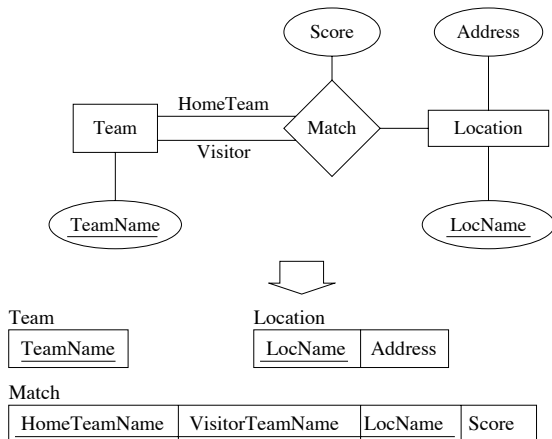 Score
Address
HomeTeam
Team
Match
Location
Visitor
TeamName
LocName
Team
Location
TeamName
LocName Address
Match
HomeTeamName VisitorTeamName LocName Score